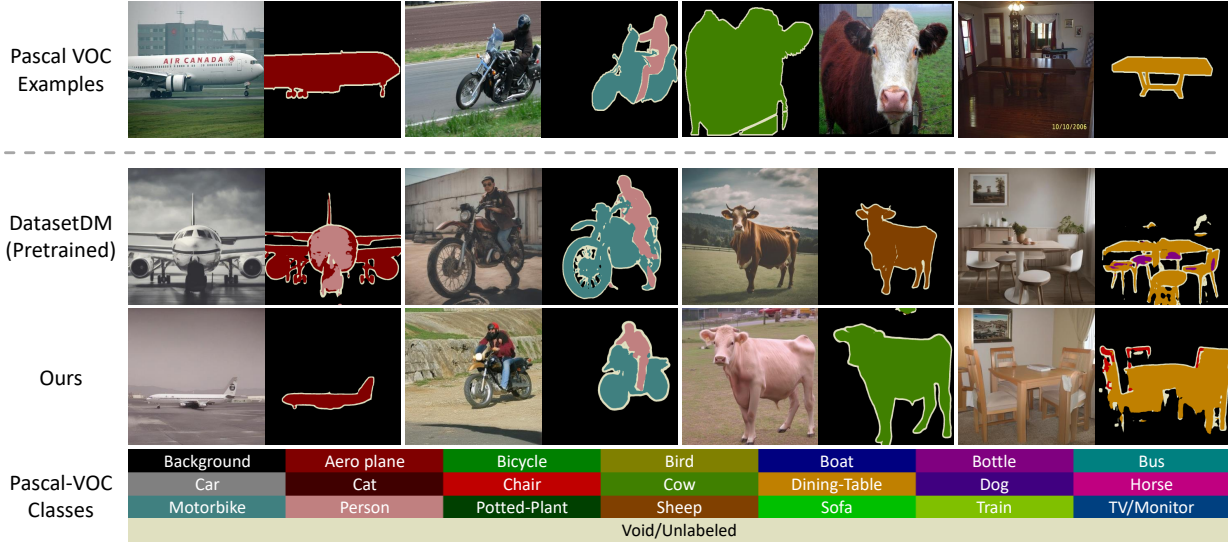 Pascal VOC
Examples
AIR CANADA
10/10/2006
DatasetDM
(Pretrained)
Ours
Pascal-VOC
Classes
Background Aero plane Bicycle Bird Boat Bottle Bus
Car Cat Chair Cow Dining-Table Dog Horse
Motorbike Person Potted-Plant Sheep Sofa Train TV/Monitor
Void/Unlabeled